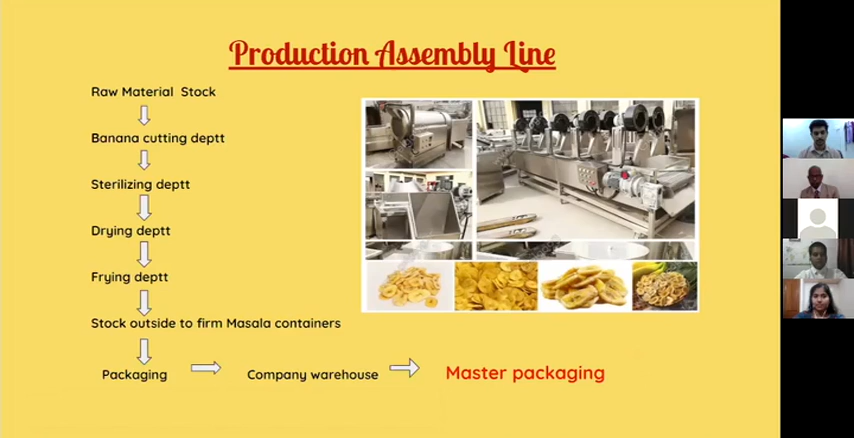 Production Assembly Line
Raw Material Stock
Banana cutting deptt
Sterilizing deptt
Drying deptt
Frying deptt
Stock outside to firm Masala containers
Packaging
Company warehouse
Master packaging